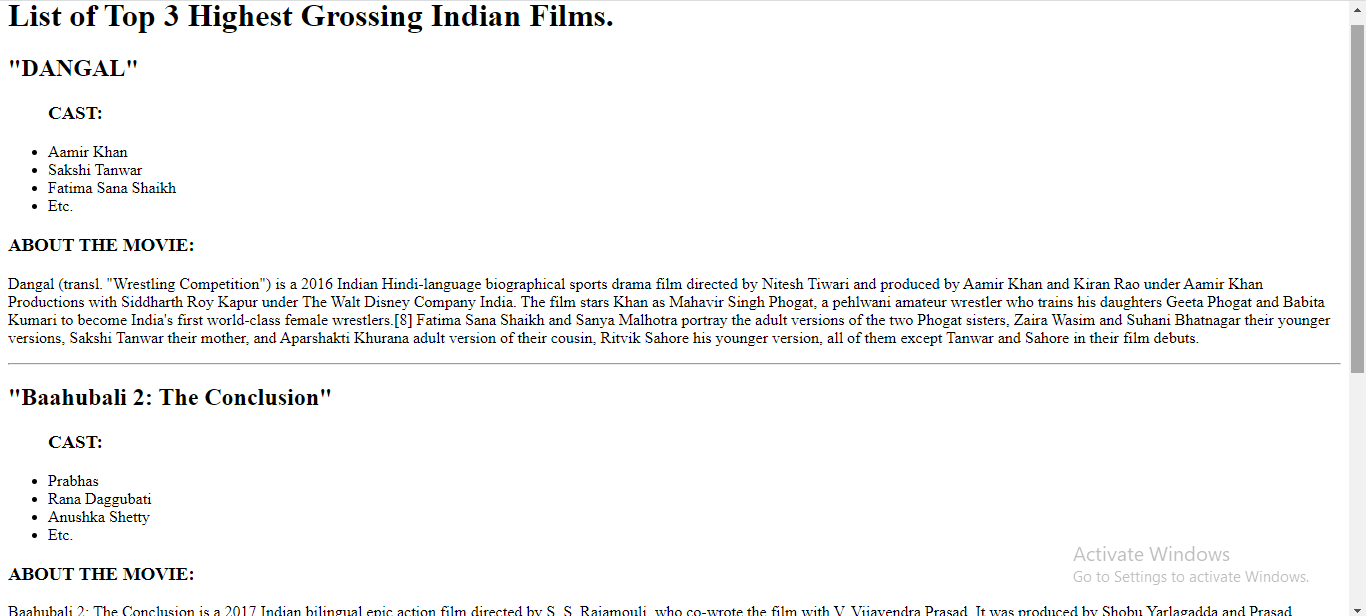 List of Top 3 Highest Grossing Indian Films.
"DANGAL"
CAST:
Aamir Khan
Sakshi Tanwar
Fatima Sana Shaikh
Etc.
ABOUT THE MOVIE:
Dangal (transl. "Wrestling Competition") is a 2016 Indian Hindi-language biographical sports drama film directed by Nitesh Tiwari and produced by Aamir Khan and Kiran Rao under Aamir Khan
Productions with Siddharth Roy Kapur under The Walt Disney Company India. The film stars Khan as Mahavir Singh Phogat, a pehlwani amateur wrestler who trains his daughters Geeta Phogat and Babita
Kumari to become India's first world-class female wrestlers.[8] Fatima Sana Shaikh and Sanya Malhotra portray the adult versions of the two Phogat sisters, Zaira Wasim and Suhani Bhatnagar their younger
versions, Sakshi Tanwar their mother, and Aparshakti Khurana adult version of their cousin, Ritvik Sahore his younger version, all of them except Tanwar and Sahore in their film debuts.
"Baahubali 2: The Conclusion"
CAST:
Prabhas
Rana Daggubati
Anushka Shetty
Etc.
Activate Windows
Go to Settings to activate Windows.
ABOUT THE MOVIE:
Baahubali 2: The Conclusion is a 2017 Indian bilingual epic action film directed by S. S. Rajamouli, who co-wrote the film with V. Vijayendra Prasad. It was produced by Shobu Yarlagadda and Prasad